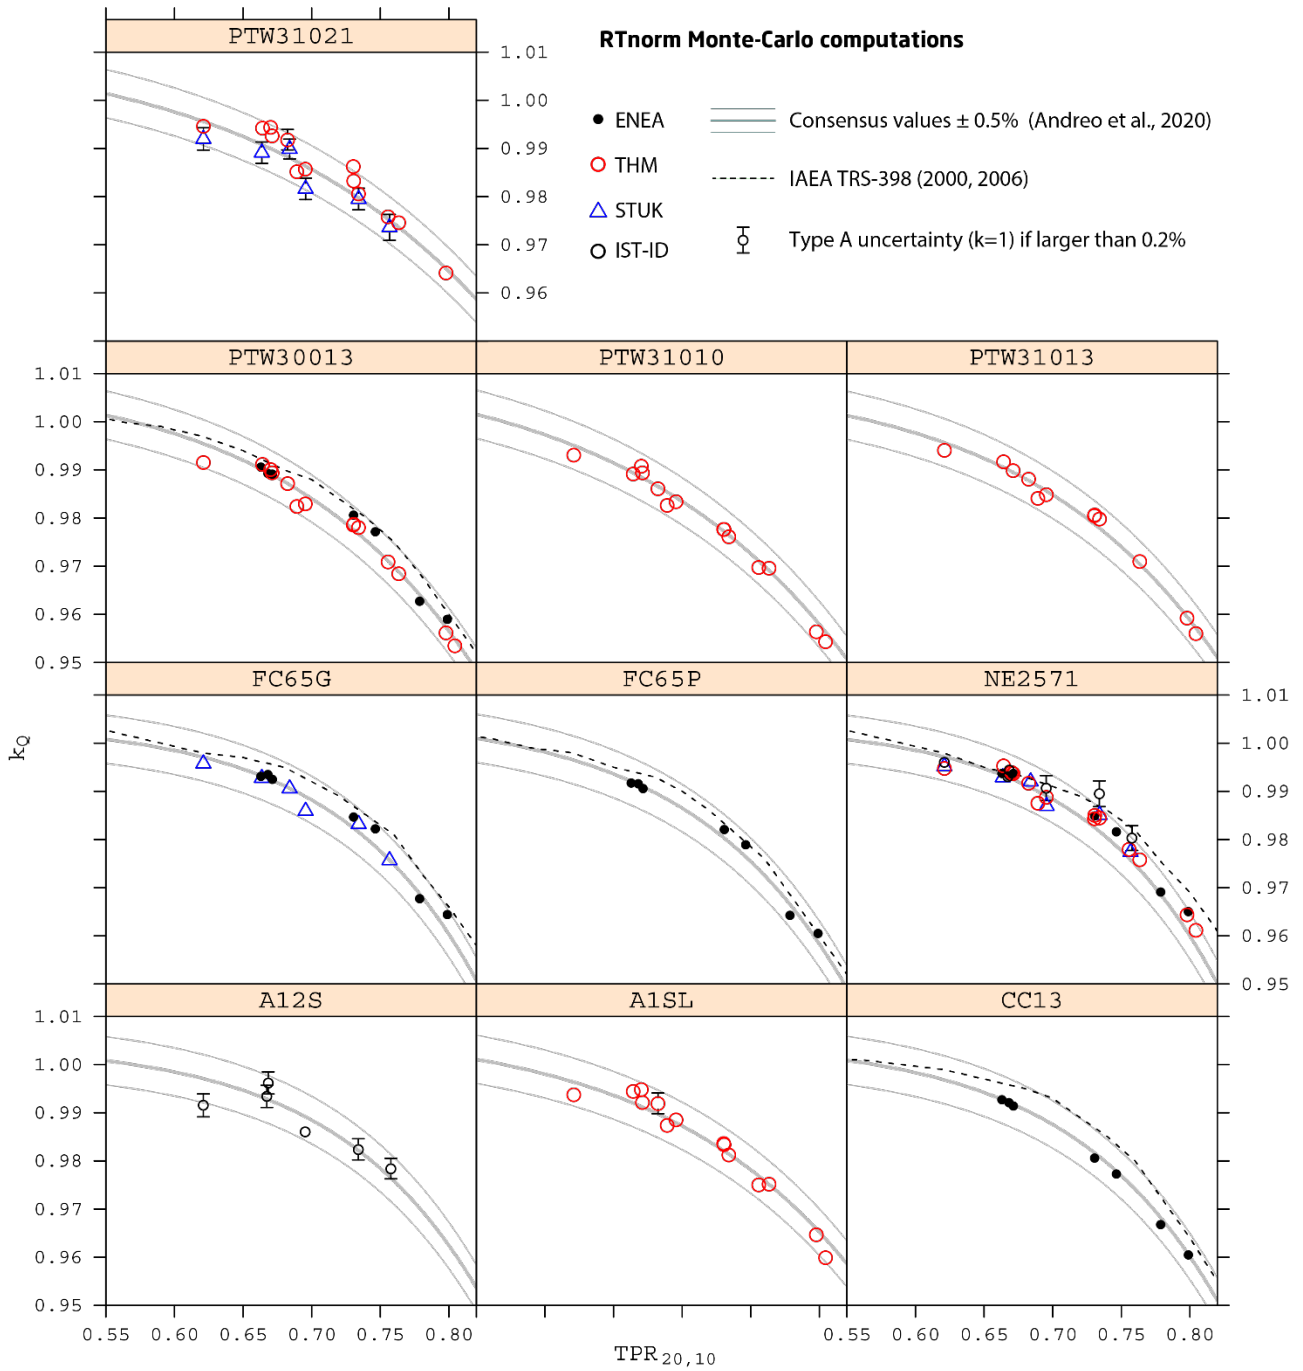 PTW31021
RTnorm Monte-Carlo computations
1.01
1.00
0.99
0.98
0.97
0.96
ENEA
THM
STUK
IST-ID
Consensus values ± 0.5% (Andreo et al., 2020)
IAEA TRS-398 (2000, 2006)
Type A uncertainty (k=1) if larger than 0.2%
PTW30013
PTW31010
PTW31013
1.01
1.00
0.99
0.98
0.97
0.96
0.95
FC65G
FC65P
NE2571
1.01
1.00
0.99
0.98
0.97
0.96
0.95
kQ
A12S
A1SL
CC13
1.01
1.00
0.99
0.98
0.97
0.96
0.95
0.55 0.60 0.70 0.75 0.80
0.55 0.60 0.70 0.75 0.80
TPR20,10